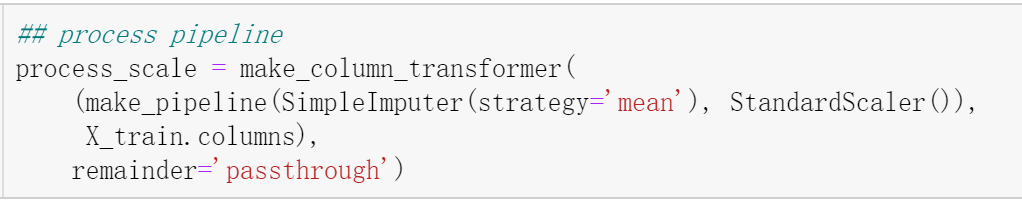 ## process pipeline
process_scale = make_column_transformer(
    (make_pipeline(SimpleImputer(strategy='mean'), StandardScaler()),
     X_train.columns),
    remainder='passthrough')